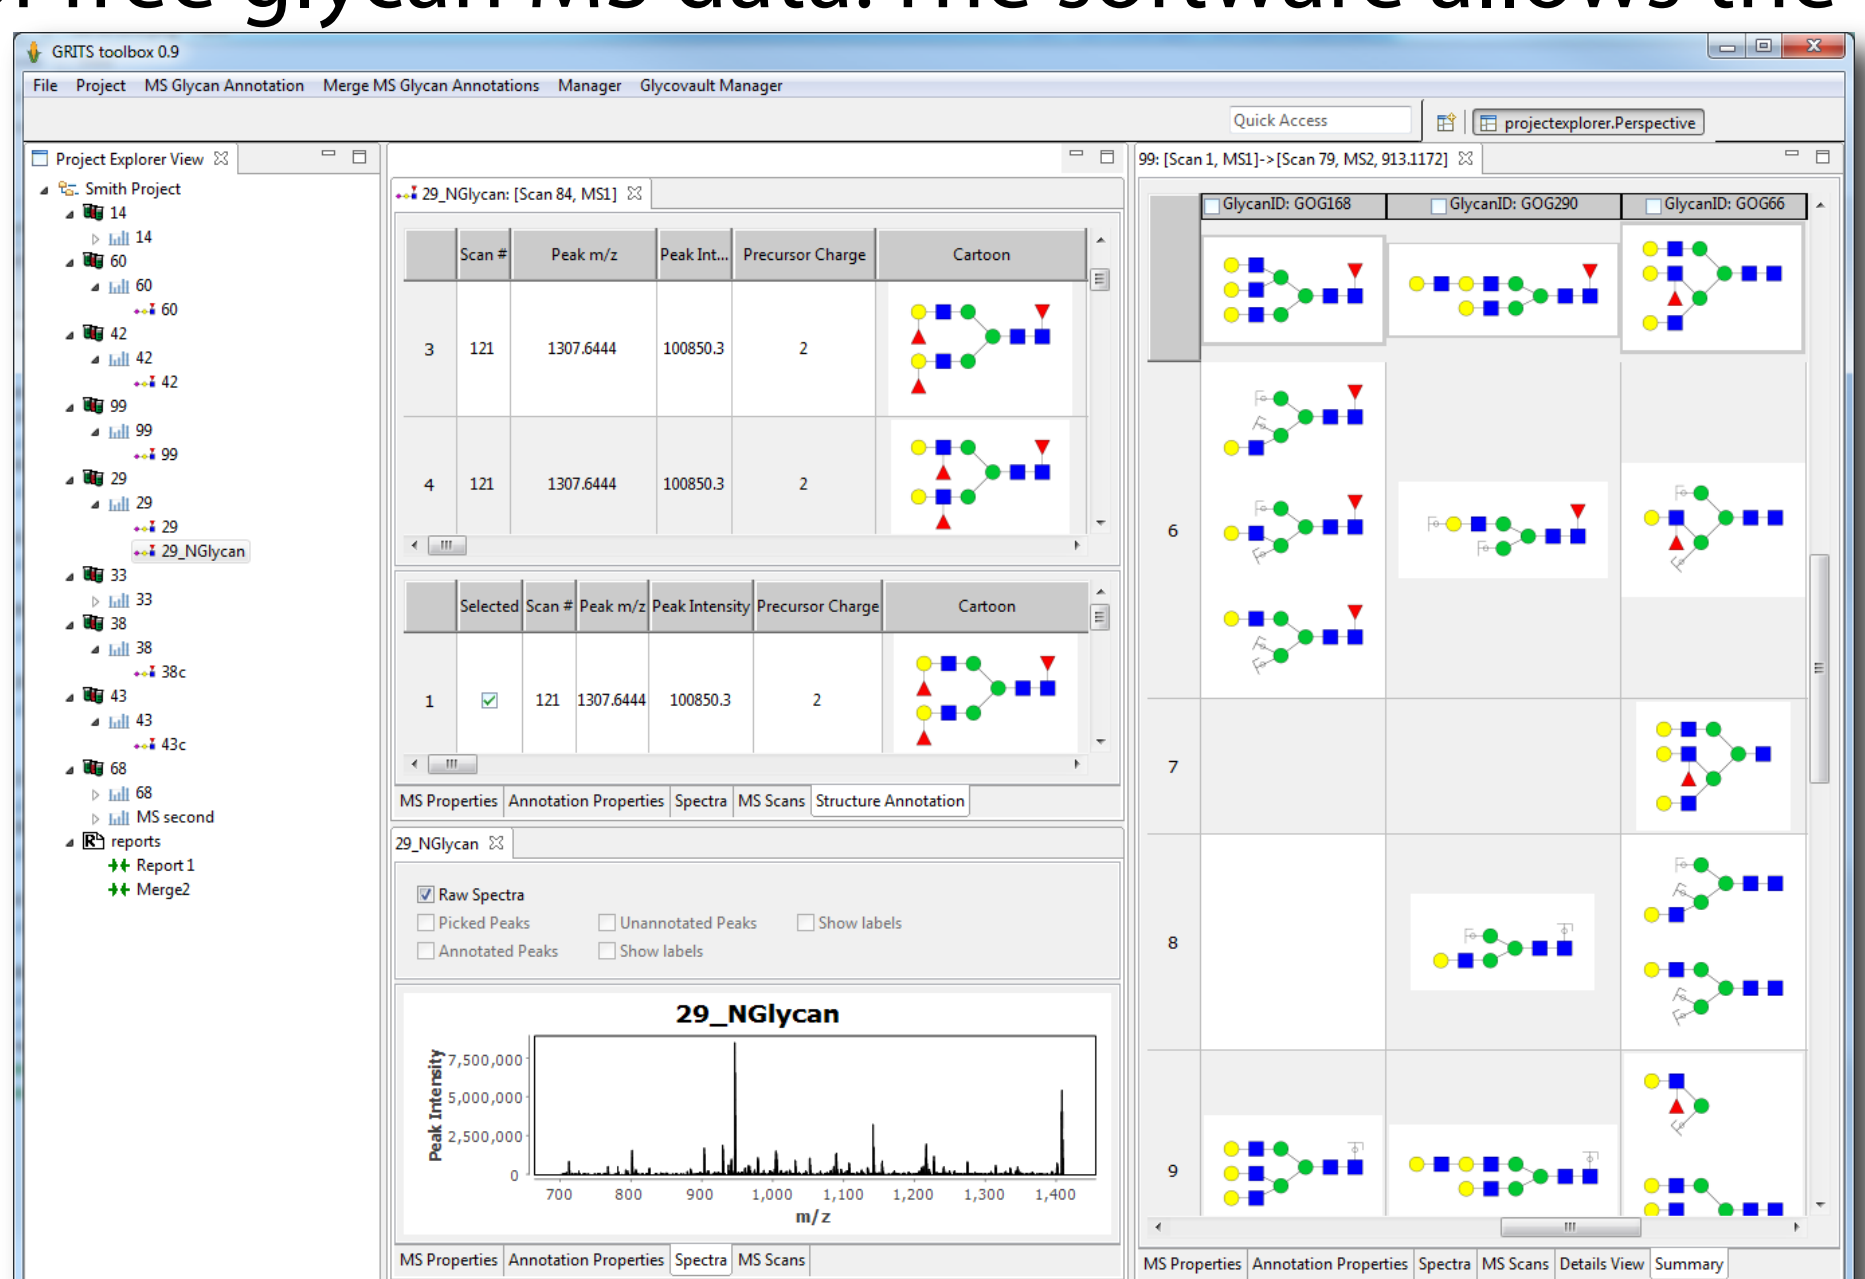 free glycan MS data. The software allows the
GRITS toolbox 0.9
File Project MS Glycan Annotation Merge MS Glycan Annotations Manager Glycovault Manager
Quick Access projectexplorer.Perspective
Project Explorer View
Smith Project
14
14
60
60
60
42
42
42
99
99
99
29
29
29
29_NGlycan
33
33
38
38
38c
43
43
43c
68
68
MS second
reports
Report 1
Merge2
29_NGlycan: [Scan 84, MS1]
Scan # Peak m/z Peak Int... Precursor Charge Cartoon
3 121 1307.6444 100850.3 2
4 121 1307.6444 100850.3 2
Selected Scan # Peak m/z Peak Intensity Precursor Charge Cartoon
1 121 1307.6444 100850.3 2
MS Properties Annotation Properties Spectra MS Scans Structure Annotation
29_NGlycan
Raw Spectra
Picked Peaks Unannotated Peaks Show labels
Annotated Peaks Show labels
29_NGlycan
Peak Intensity
7,500,000
5,000,000
2,500,000
0
700 800 900 1,000 1,100 1,200 1,300 1,400
m/z
MS Properties Annotation Properties Spectra MS Scans
99: [Scan 1, MS1]->[Scan 79, MS2, 913.1172]
GlycanID: GOG168 GlycanID: GOG290 GlycanID: GOG66
6
7
8
9
MS Properties Annotation Properties Spectra MS Scans Details View Summary